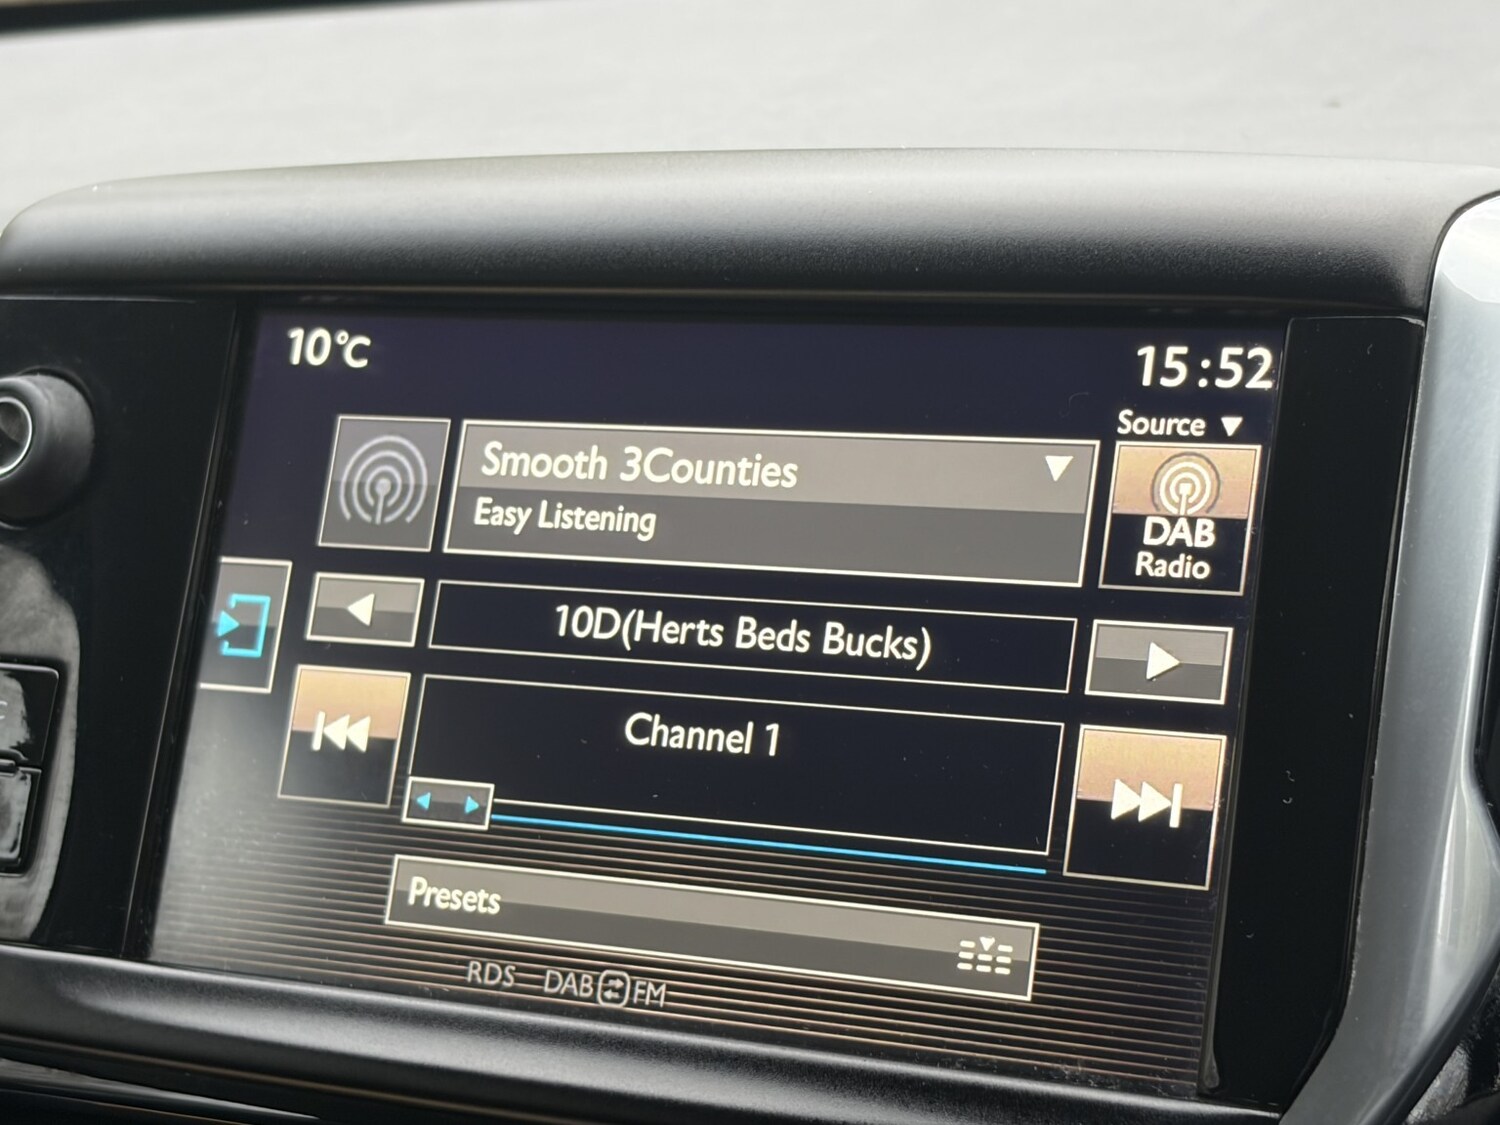 10°C
15:52
Source
Smooth 3Counties
Easy Listening
DAB
Radio
10D(Herts Beds Bucks)
Channel 1
Presets
RDS DAB FM